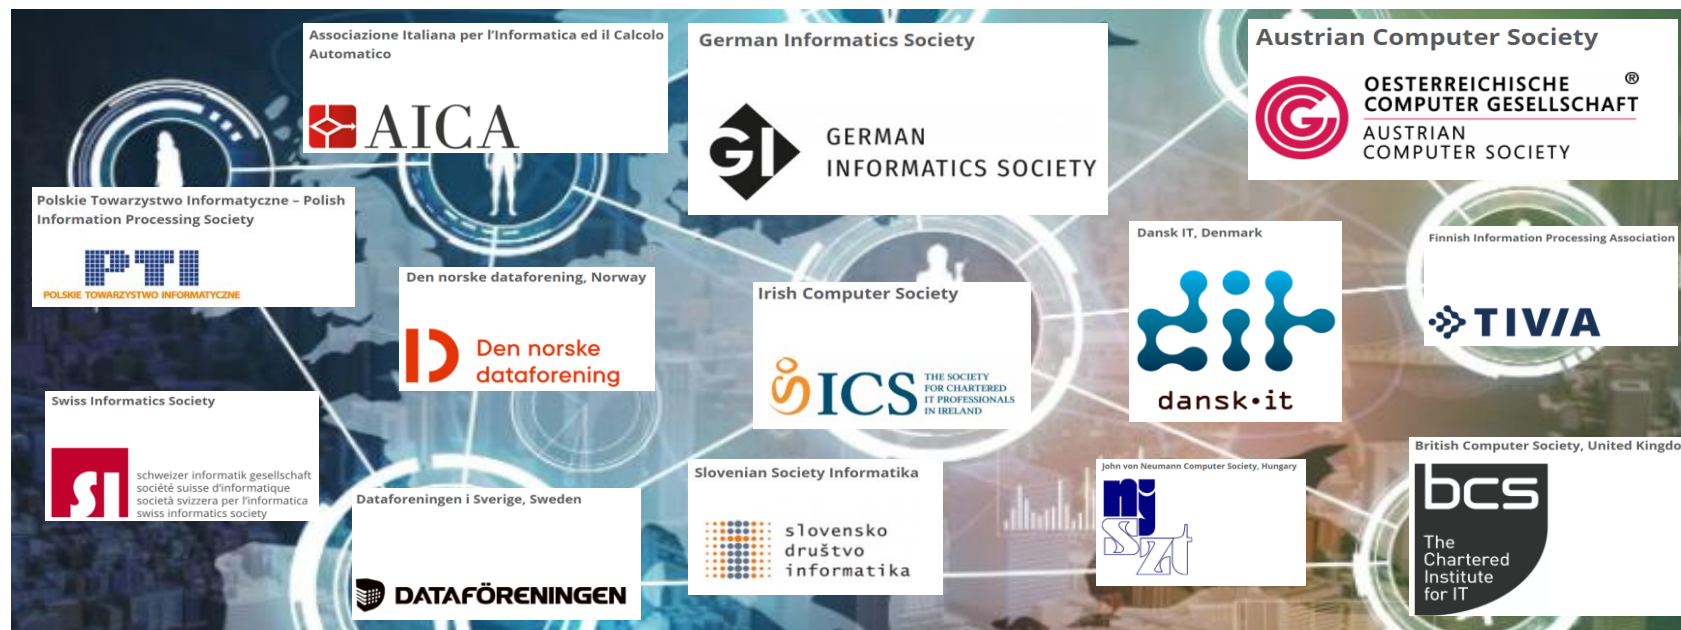 Associazione Italiana per l'Informatica ed il Calcolo
Automatico
AICA
German Informatics Society
GI
GERMAN
INFORMATICS SOCIETY
Austrian Computer Society
OESTERREICHISCHE ®
COMPUTER GESELLSCHAFT
AUSTRIAN
COMPUTER SOCIETY
Polskie Towarzystwo Informatyczne – Polish
Information Processing Society
PTI
POLSKIE TOWARZYSTWO INFORMATYCZNE
Den norske dataforening, Norway
D
Den norske
dataforening
Irish Computer Society
ICS
THE SOCIETY
FOR CHARTERED
IT PROFESSIONALS
IN IRELAND
Dansk IT, Denmark
dit
dansk•it
Finnish Information Processing Association
TIVIA
Swiss Informatics Society
SI
schweizer informatik gesellschaft
société suisse d'informatique
società svizzera per l'informatica
swiss informatics society
Dataforeningen i Sverige, Sweden
DATAFÖRENINGEN
Slovenian Society Informatika
slovensko
društvo
informatika
John von Neumann Computer Society, Hungary
nj
szt
British Computer Society, United Kingdo
bcs
The
Chartered
Institute
for IT